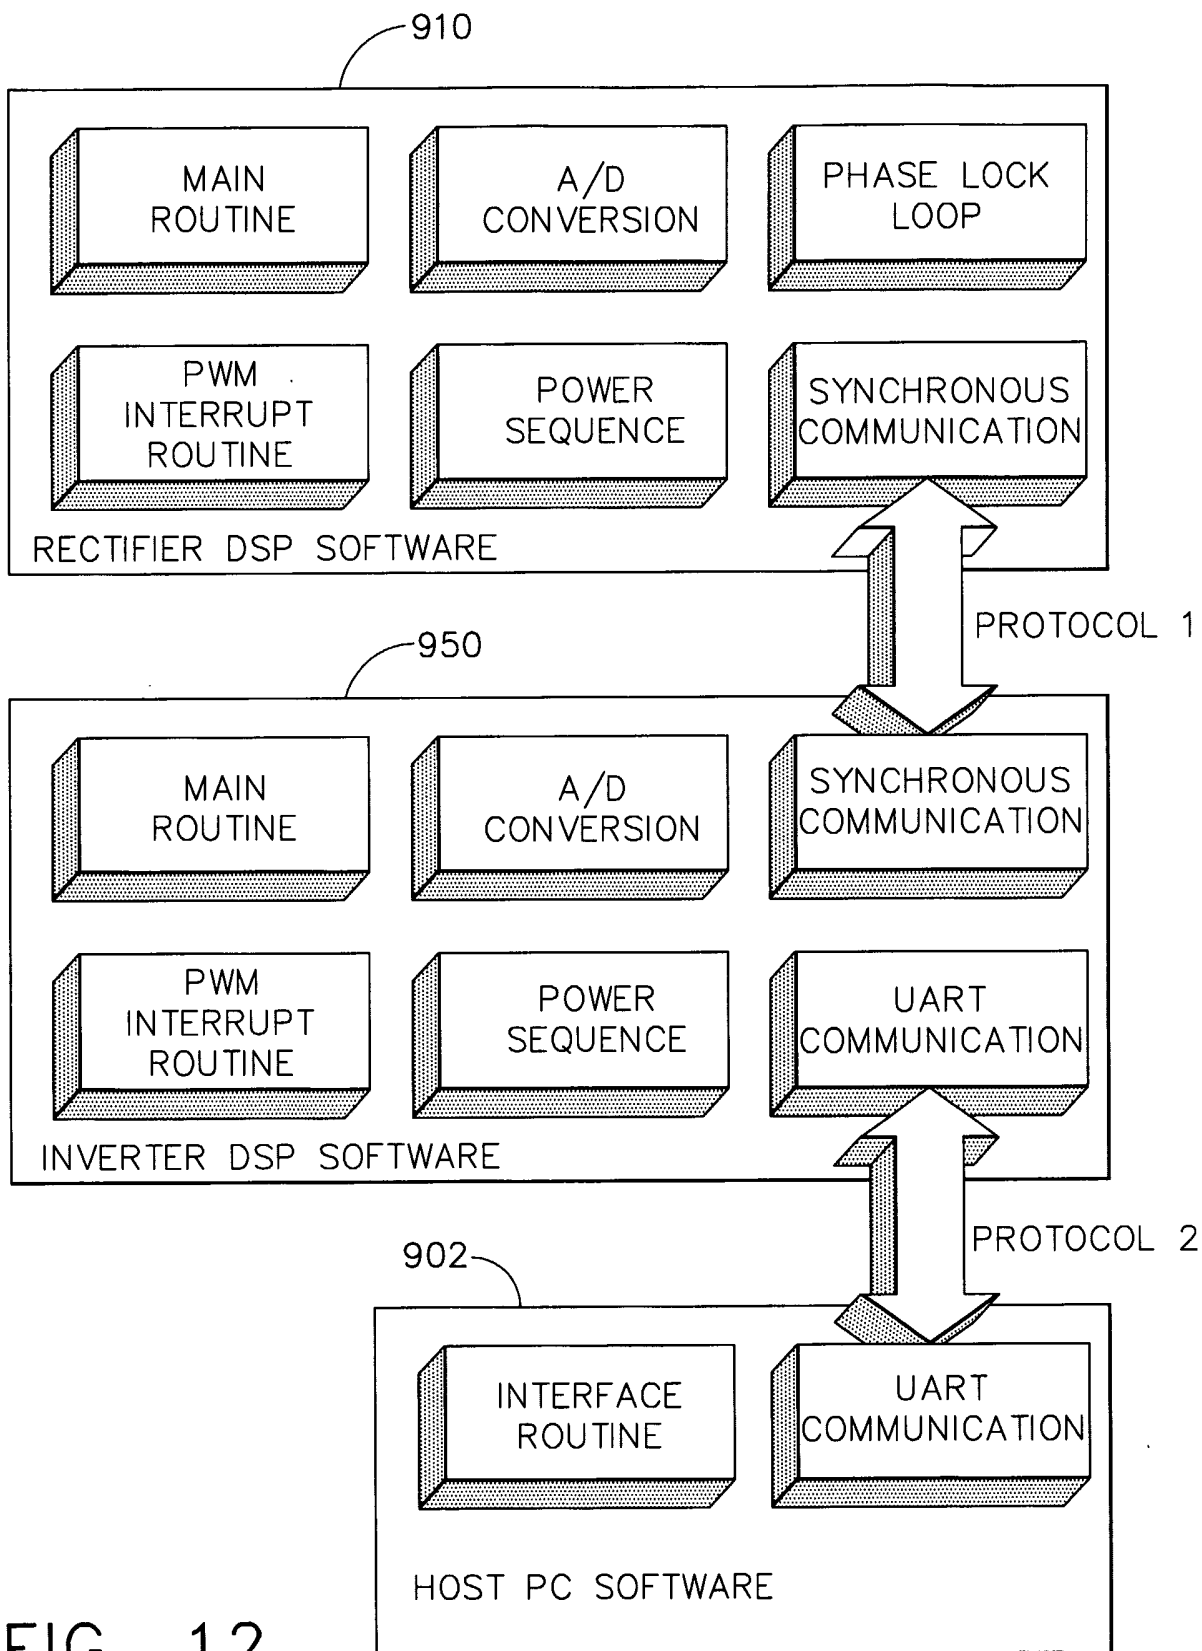 910
MAIN
ROUTINE
A/D
CONVERSION
PHASE LOCK
LOOP
PWM
INTERRUPT
ROUTINE
POWER
SEQUENCE
SYNCHRONOUS
COMMUNICATION
RECTIFIER DSP SOFTWARE
PROTOCOL 1
950
MAIN
ROUTINE
A/D
CONVERSION
SYNCHRONOUS
COMMUNICATION
PWM
INTERRUPT
ROUTINE
POWER
SEQUENCE
UART
COMMUNICATION
INVERTER DSP SOFTWARE
PROTOCOL 2
902
INTERFACE
ROUTINE
UART
COMMUNICATION
HOST PC SOFTWARE
FIG. 12